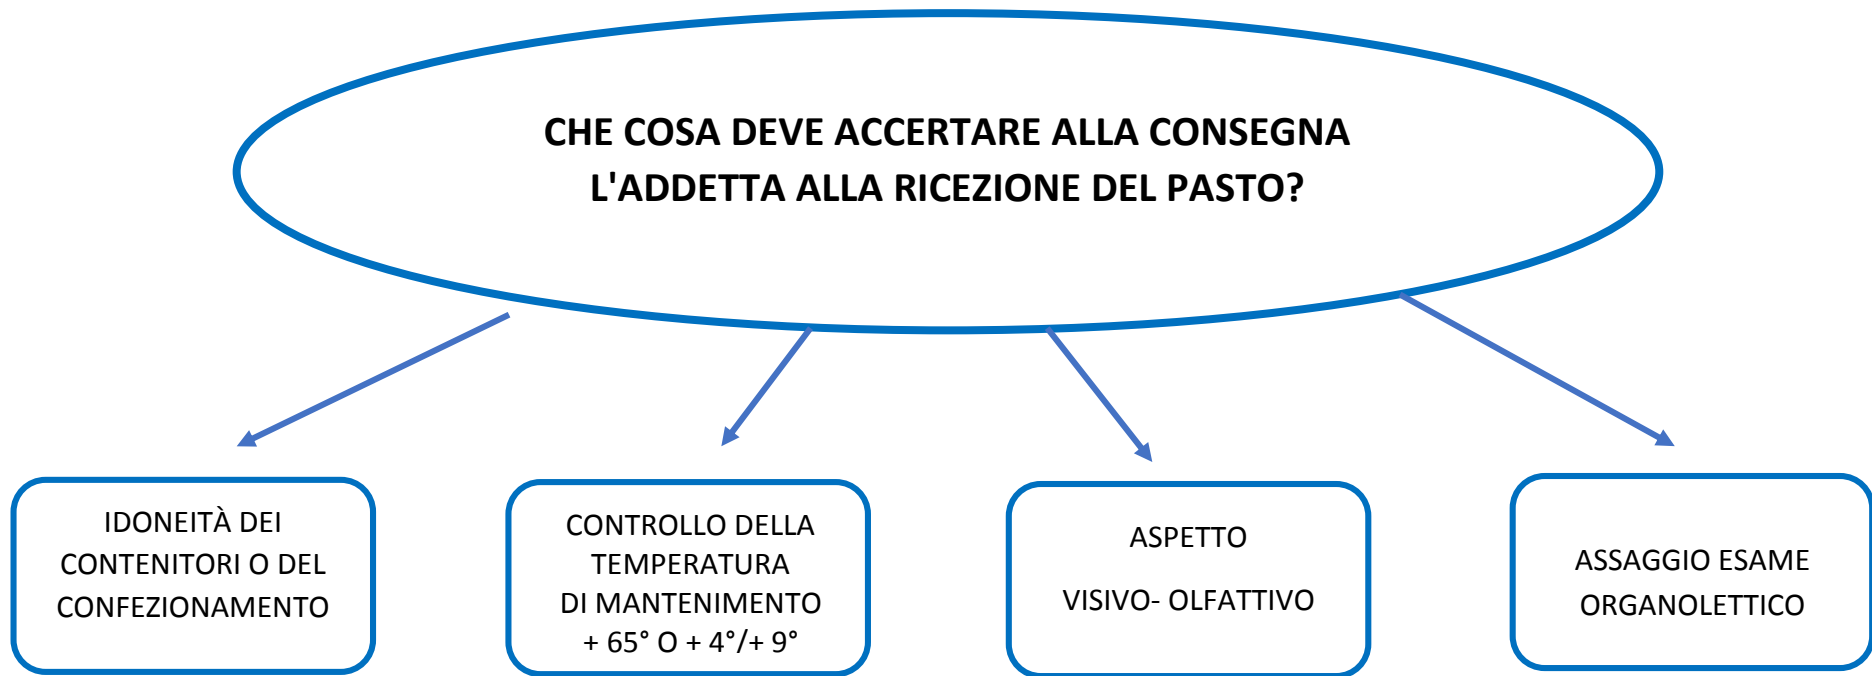 CHE COSA DEVE ACCERTARE ALLA CONSEGNA
L'ADDETTA ALLA RICEZIONE DEL PASTO?
IDONEITÀ DEI
CONTENITORI O DEL
CONFEZIONAMENTO
CONTROLLO DELLA
TEMPERATURA
DI MANTENIMENTO
+ 65° O + 4°/+ 9°
ASPETTO
VISIVO- OLFATTIVO
ASSAGGIO ESAME
ORGANOLETTICO